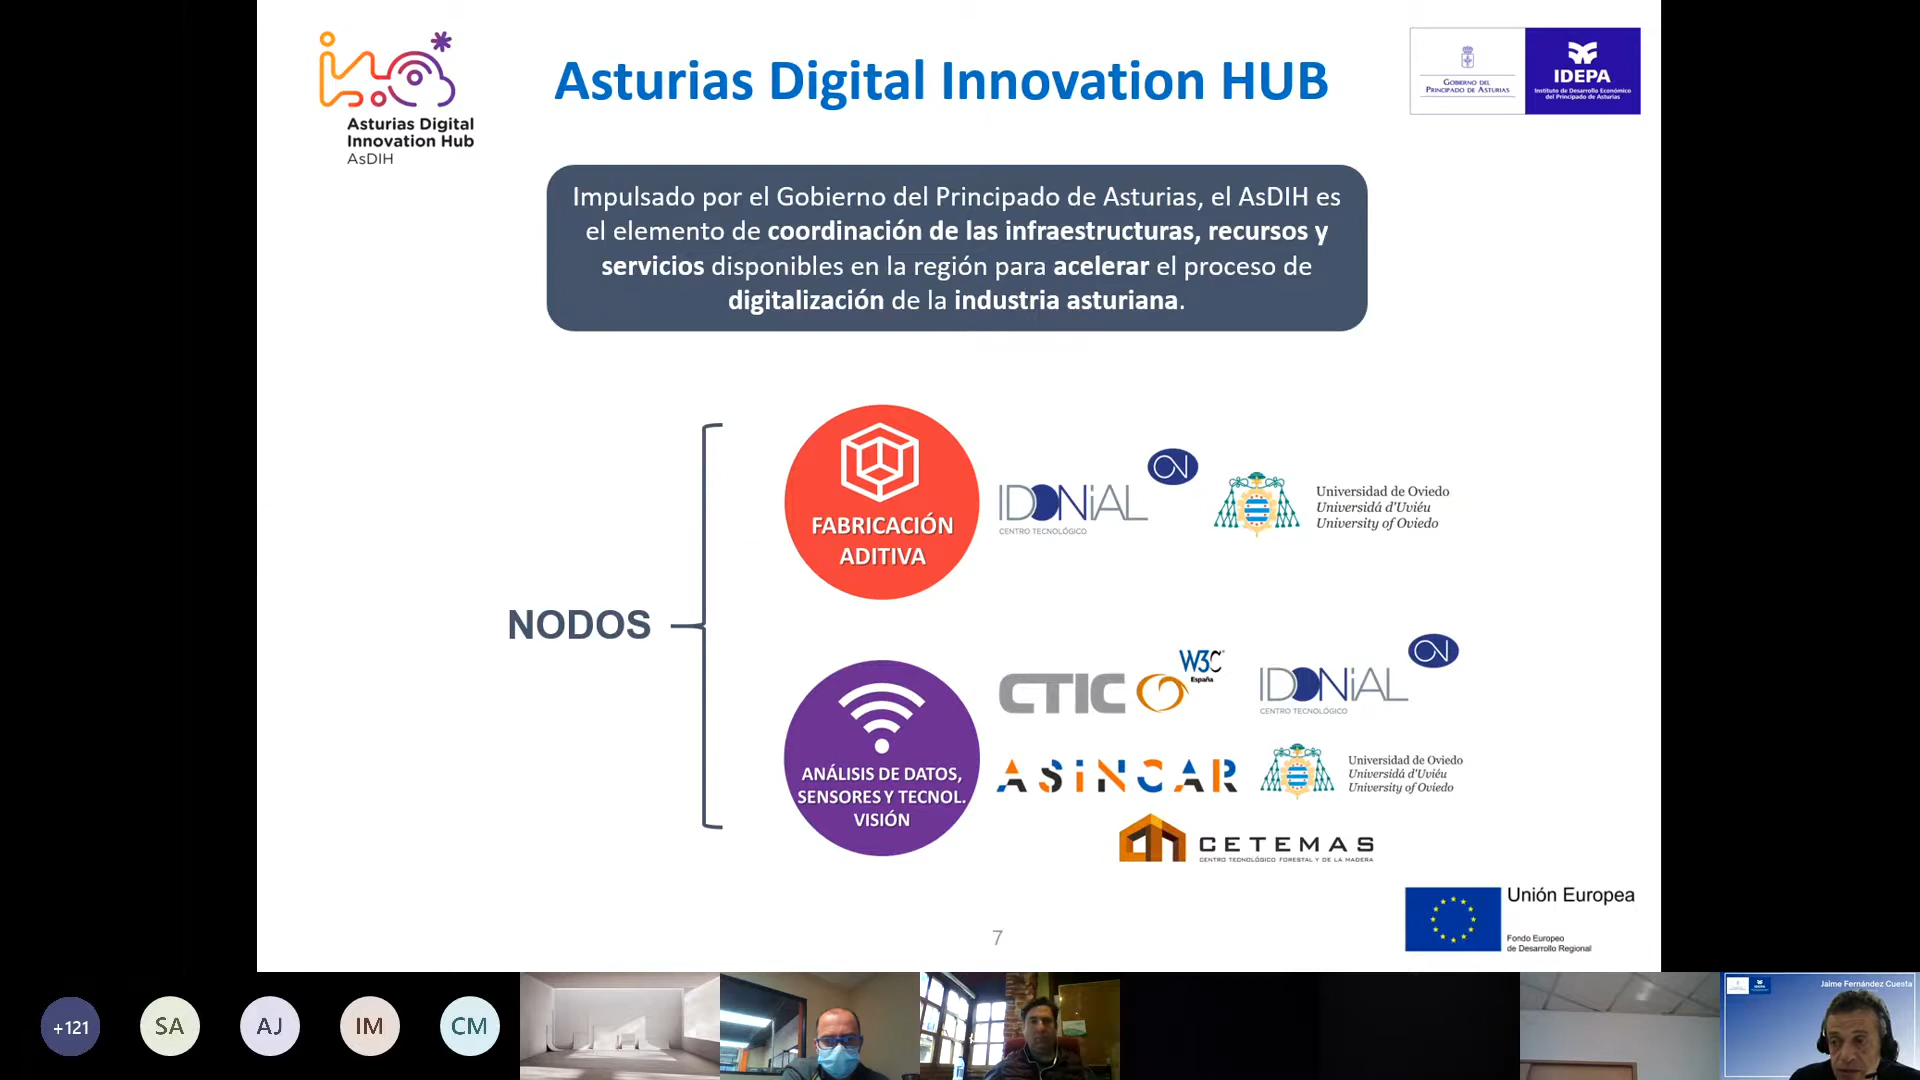 Asturias Digital Innovation HUB
Asturias Digital
Innovation Hub
AsDIH
GOBIERNO DEL
PRINCIPADO DE ASTURIAS
IDEPA
Instituto de Desarrollo Económico
del Principado de Asturias
Impulsado por el Gobierno del Principado de Asturias, el AsDIH es
el elemento de coordinación de las infraestructuras, recursos y
servicios disponibles en la región para acelerar el proceso de
digitalización de la industria asturiana.
NODOS
FABRICACIÓN
ADITIVA
IDONiAL
CENTRO TECNOLÓGICO
Universidad de Oviedo
Universidá d'Uviéu
University of Oviedo
ANÁLISIS DE DATOS,
SENSORES Y TECNOL.
VISIÓN
CTIC
W3C
España
IDONiAL
CENTRO TECNOLÓGICO
ASiNCAR
Universidad de Oviedo
Universidá d'Uviéu
University of Oviedo
CETEMAS
CENTRO TECNOLÓGICO FORESTAL Y DE LA MADERA
Unión Europea
Fondo Europeo
de Desarrollo Regional
7
+121
SA
AJ
IM
CM
Jaime Fernández Cuesta